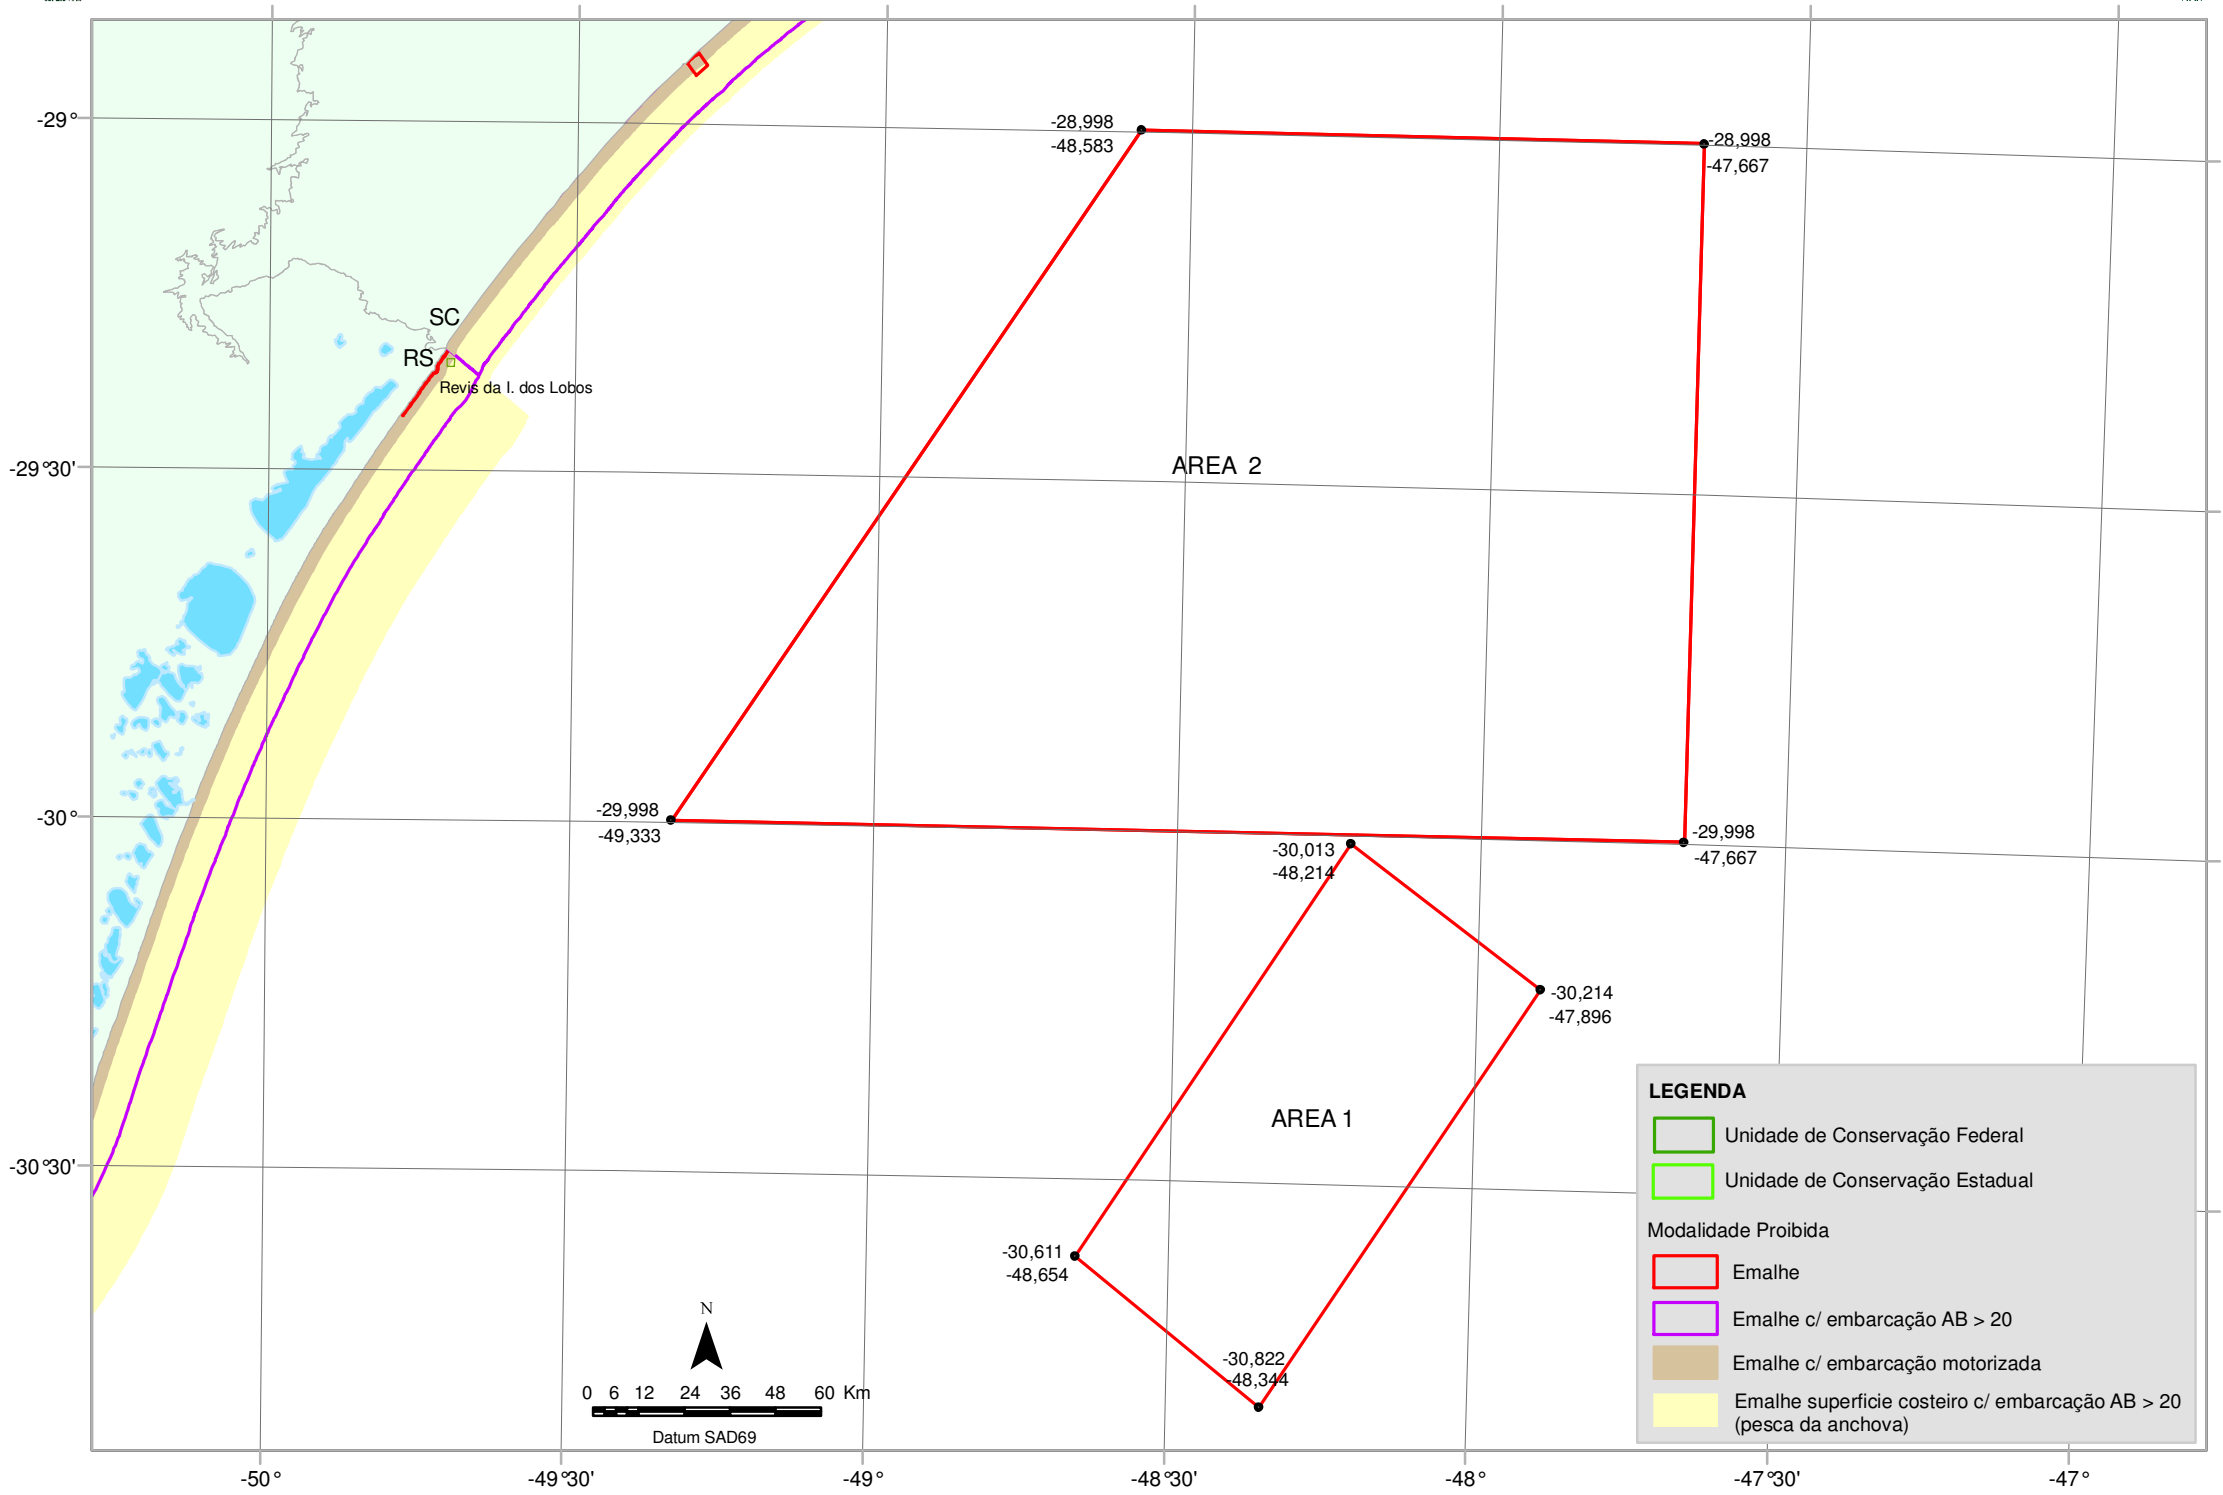 -29°
-28,998
-48,583
-28,998
-47,667
SC
RS
Revis da I. dos Lobos
-29°30'
AREA 2
-30°
-29,998
-49,333
-29,998
-47,667
-30,013
-48,214
-30,214
-47,896
AREA 1
-30°30'
-30,611
-48,654
-30,822
-48,344
N
0 6 12 24 36 48 60 Km
Datum SAD69
LEGENDA
Unidade de Conservação Federal
Unidade de Conservação Estadual
Modalidade Proibida
Emalhe
Emalhe c/ embarcação AB > 20
Emalhe c/ embarcação motorizada
Emalhe superficie costeiro c/ embarcação AB > 20
(pesca da anchova)
-50° -49°30' -49° -48°30' -48° -47°30' -47°